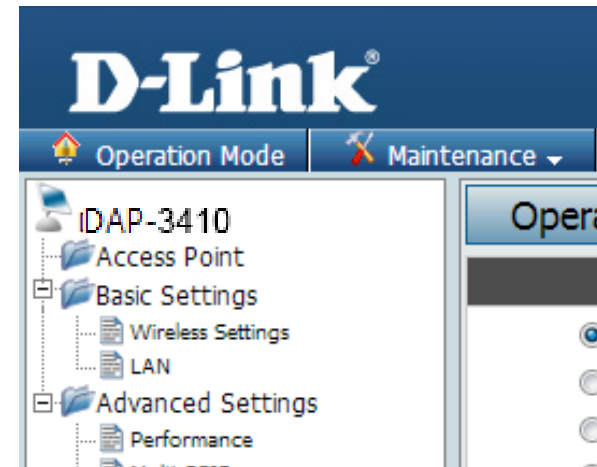 D-Link®
Operation Mode Maintenance
DAP-3410
Opera
Access Point
Basic Settings
Wireless Settings
LAN
Advanced Settings
Performance